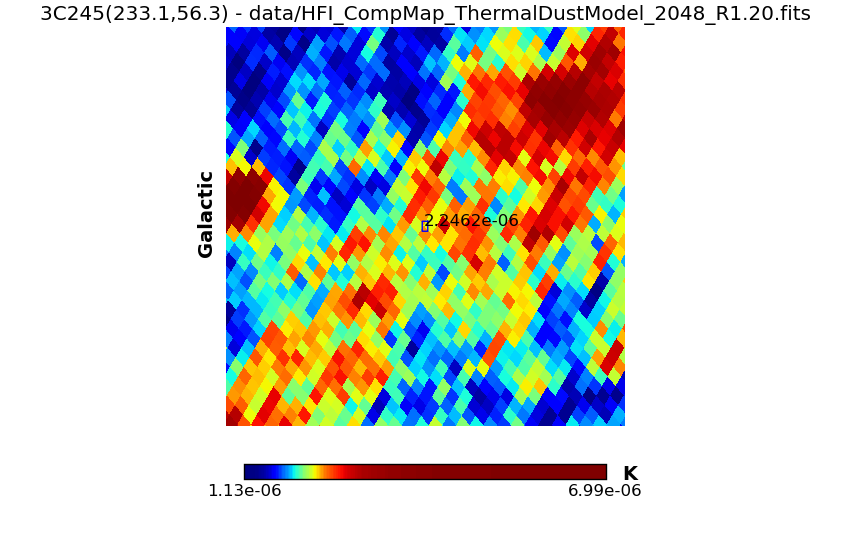 3C245(233.1,56.3) - data/HFI_CompMap_ThermalDustModel_2048_R1.20.fits
Galactic
2.2462e-06
K
1.13e-06 6.99e-06